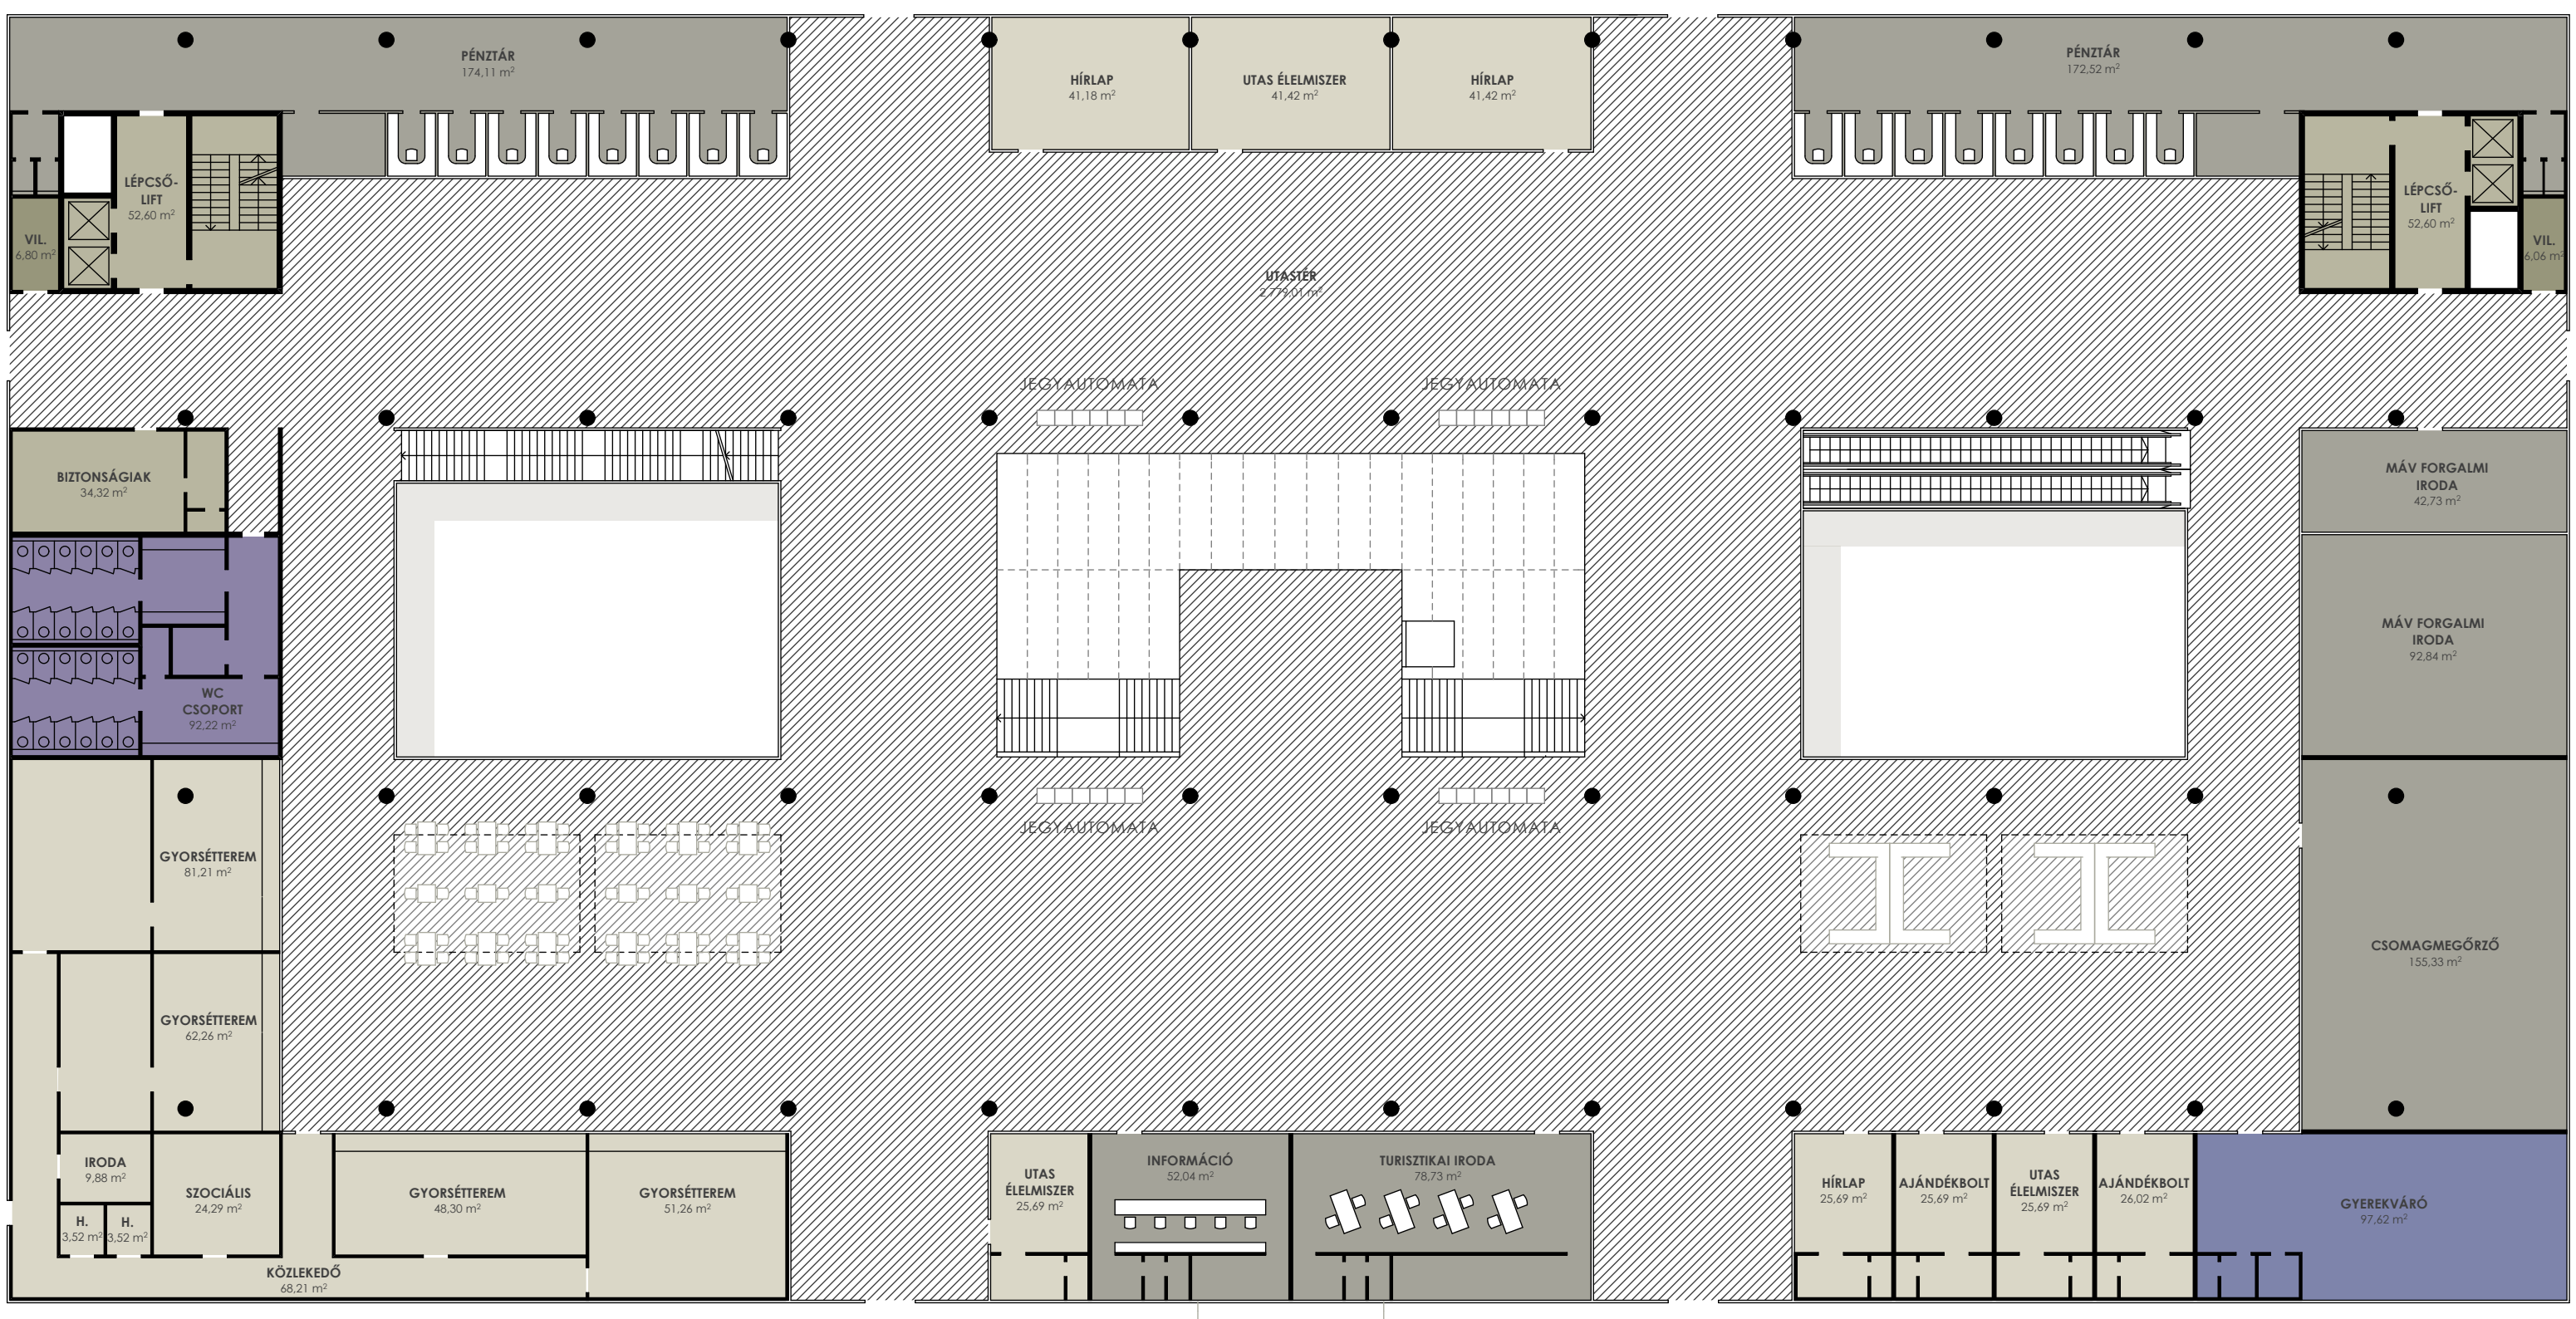 PÉNZTÁR
174,11 m²
HÍRLAP
41,18 m²
UTAS ÉLELMISZER
41,42 m²
HÍRLAP
41,42 m²
PÉNZTÁR
172,52 m²
LÉPCSŐ-
LIFT
52,60 m²
VIL.
6,80 m²
LÉPCSŐ-
LIFT
52,60 m²
VIL.
6,06 m²
UTASTÉR
2.779,01 m²
JEGYAUTOMATA
JEGYAUTOMATA
BIZTONSÁGIAK
34,32 m²
MÁV FORGALMI
IRODA
42,73 m²
MÁV FORGALMI
IRODA
92,84 m²
WC
CSOPORT
92,22 m²
JEGYAUTOMATA
JEGYAUTOMATA
GYORSÉTTEREM
81,21 m²
CSOMAGMEGŐRZŐ
155,33 m²
GYORSÉTTEREM
62,26 m²
IRODA
9,88 m²
SZOCIÁLIS
24,29 m²
H.
3,52 m²
H.
3,52 m²
GYORSÉTTEREM
48,30 m²
GYORSÉTTEREM
51,26 m²
KÖZLEKEDŐ
68,21 m²
UTAS
ÉLELMISZER
25,69 m²
INFORMÁCIÓ
52,04 m²
TURISZTIKAI IRODA
78,73 m²
HÍRLAP
25,69 m²
AJÁNDÉKBOLT
25,69 m²
UTAS
ÉLELMISZER
25,69 m²
AJÁNDÉKBOLT
26,02 m²
GYEREKVÁRÓ
97,62 m²